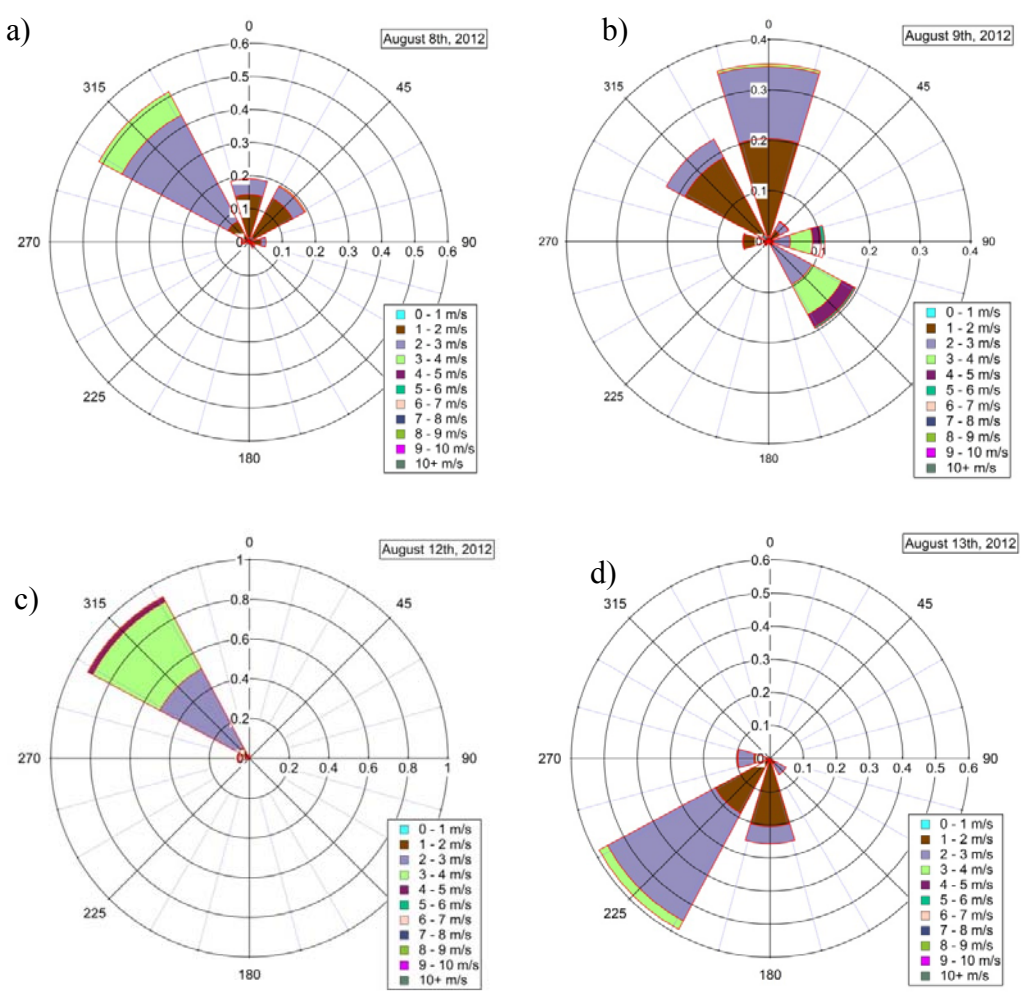 a)
August 8th, 2012
0
45
90
180
225
270
315
0.6
0.5
0.4
0.3
0.2
0.1
0
0.1 0.2 0.3 0.4 0.5 0.6
0 - 1 m/s
1 - 2 m/s
2 - 3 m/s
3 - 4 m/s
4 - 5 m/s
5 - 6 m/s
6 - 7 m/s
7 - 8 m/s
8 - 9 m/s
9 - 10 m/s
10+ m/s
b)
August 9th, 2012
0
45
90
180
225
270
315
0.4
0.3
0.2
0.1
0
0.1 0.2 0.3 0.4
0 - 1 m/s
1 - 2 m/s
2 - 3 m/s
3 - 4 m/s
4 - 5 m/s
5 - 6 m/s
6 - 7 m/s
7 - 8 m/s
8 - 9 m/s
9 - 10 m/s
10+ m/s
c)
August 12th, 2012
0
45
90
180
225
270
315
1
0.8
0.6
0.4
0.2
0
0.2 0.4 0.6 0.8 1
0 - 1 m/s
1 - 2 m/s
2 - 3 m/s
3 - 4 m/s
4 - 5 m/s
5 - 6 m/s
6 - 7 m/s
7 - 8 m/s
8 - 9 m/s
9 - 10 m/s
10+ m/s
d)
August 13th, 2012
0
45
90
180
225
270
315
0.6
0.5
0.4
0.3
0.2
0.1
0
0.1 0.2 0.3 0.4 0.5 0.6
0 - 1 m/s
1 - 2 m/s
2 - 3 m/s
3 - 4 m/s
4 - 5 m/s
5 - 6 m/s
6 - 7 m/s
7 - 8 m/s
8 - 9 m/s
9 - 10 m/s
10+ m/s